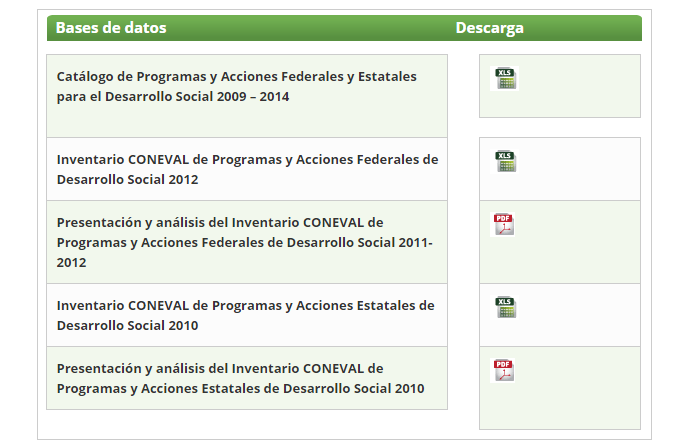 Bases de datos Descarga
Catálogo de Programas y Acciones Federales y Estatales
para el Desarrollo Social 2009 – 2014
XLS
Inventario CONEVAL de Programas y Acciones Federales de
Desarrollo Social 2012
XLS
Presentación y análisis del Inventario CONEVAL de
Programas y Acciones Federales de Desarrollo Social 2011-
2012
PDF
Inventario CONEVAL de Programas y Acciones Estatales de
Desarrollo Social 2010
XLS
Presentación y análisis del Inventario CONEVAL de
Programas y Acciones Estatales de Desarrollo Social 2010
PDF